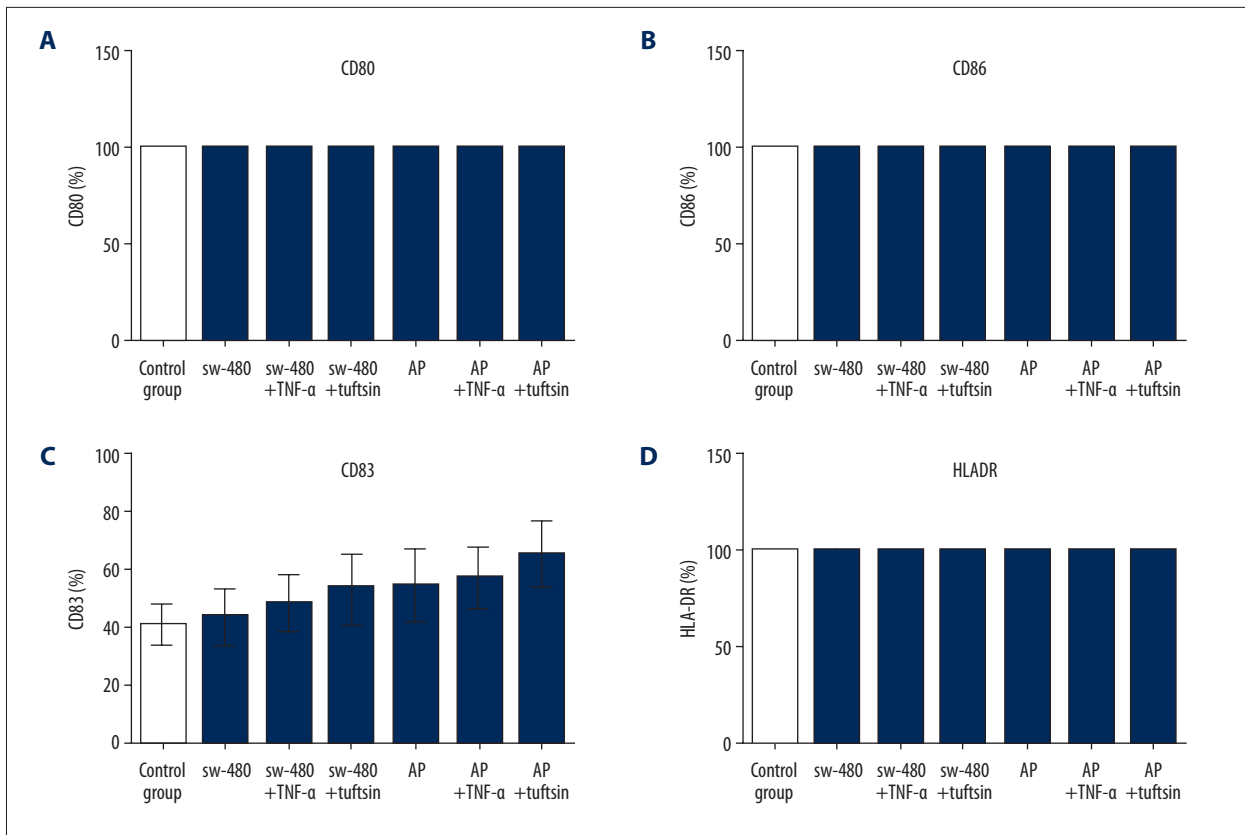 A
CD80
150
100
50
0
CD80 (%)
Control group
sw-480
sw-480 +TNF-α
sw-480 +tuftsin
AP
AP +TNF-α
AP +tuftsin
B
CD86
150
100
50
0
CD86 (%)
Control group
sw-480
sw-480 +TNF-α
sw-480 +tuftsin
AP
AP +TNF-α
AP +tuftsin
C
CD83
100
80
60
40
20
0
CD83 (%)
Control group
sw-480
sw-480 +TNF-α
sw-480 +tuftsin
AP
AP +TNF-α
AP +tuftsin
D
HLADR
150
100
50
0
HLA-DR (%)
Control group
sw-480
sw-480 +TNF-α
sw-480 +tuftsin
AP
AP +TNF-α
AP +tuftsin